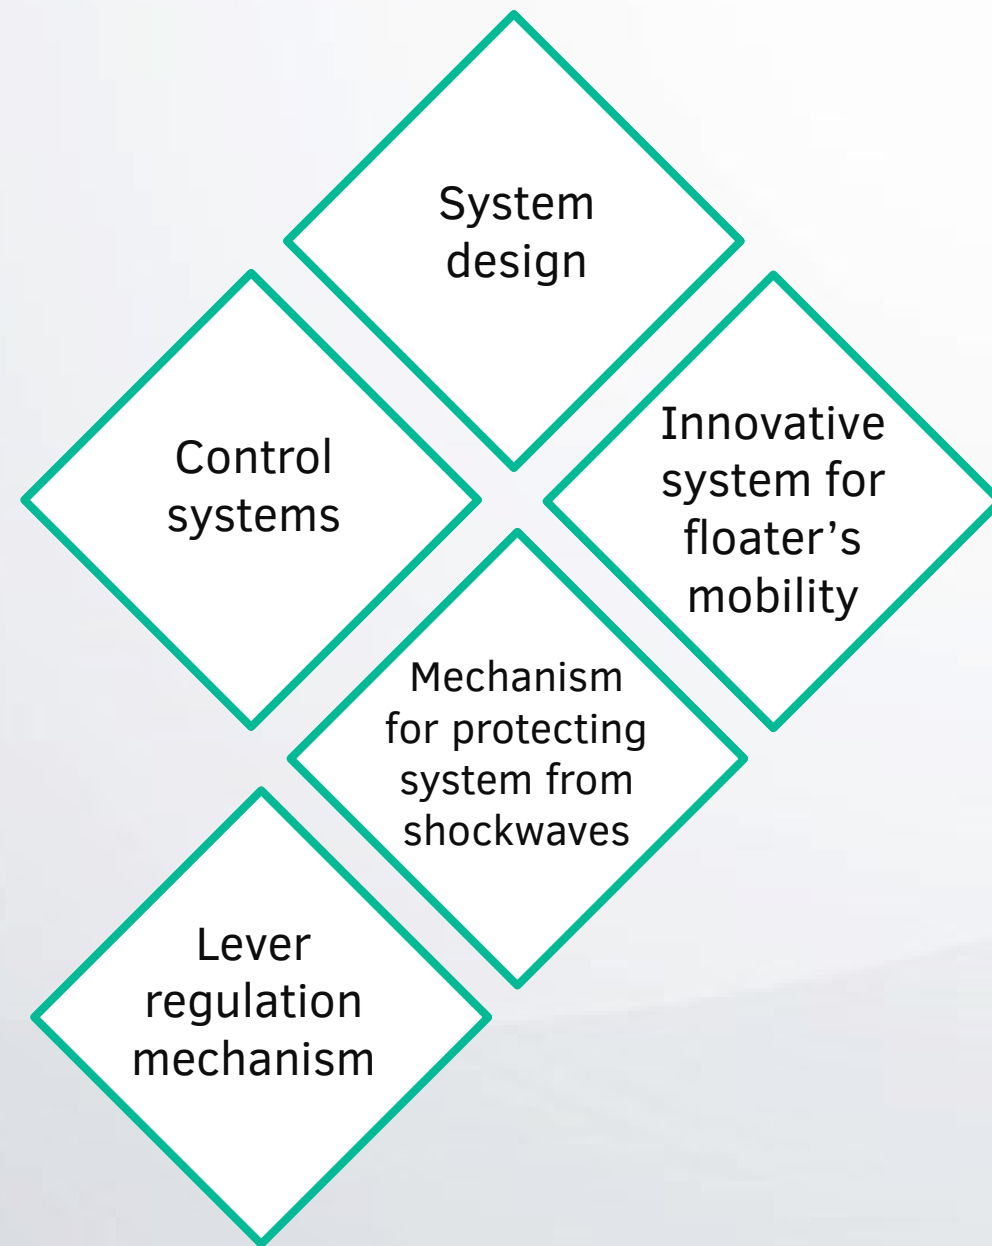 System
design
Control
systems
Innovative
system for
floater’s
mobility
Mechanism
for protecting
system from
shockwaves
Lever
regulation
mechanism